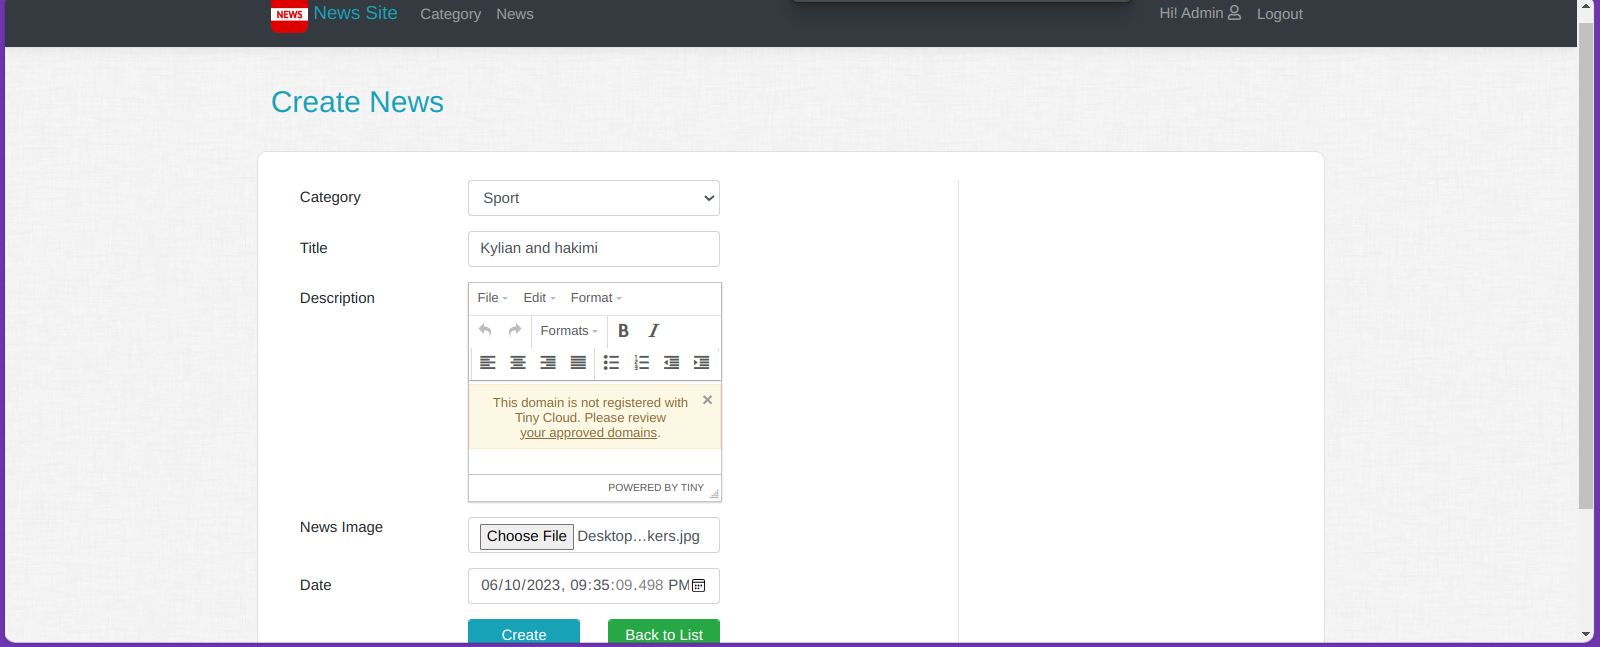 NEWS News Site Category News Hi! Admin Logout
Create News
Category Sport
Title Kylian and hakimi
Description File Edit Format
Formats B I
This domain is not registered with
Tiny Cloud. Please review
your approved domains.
POWERED BY TINY
News Image Choose File Desktop…kers.jpg
Date 06/10/2023, 09:35:09.498 PM
Create Back to List